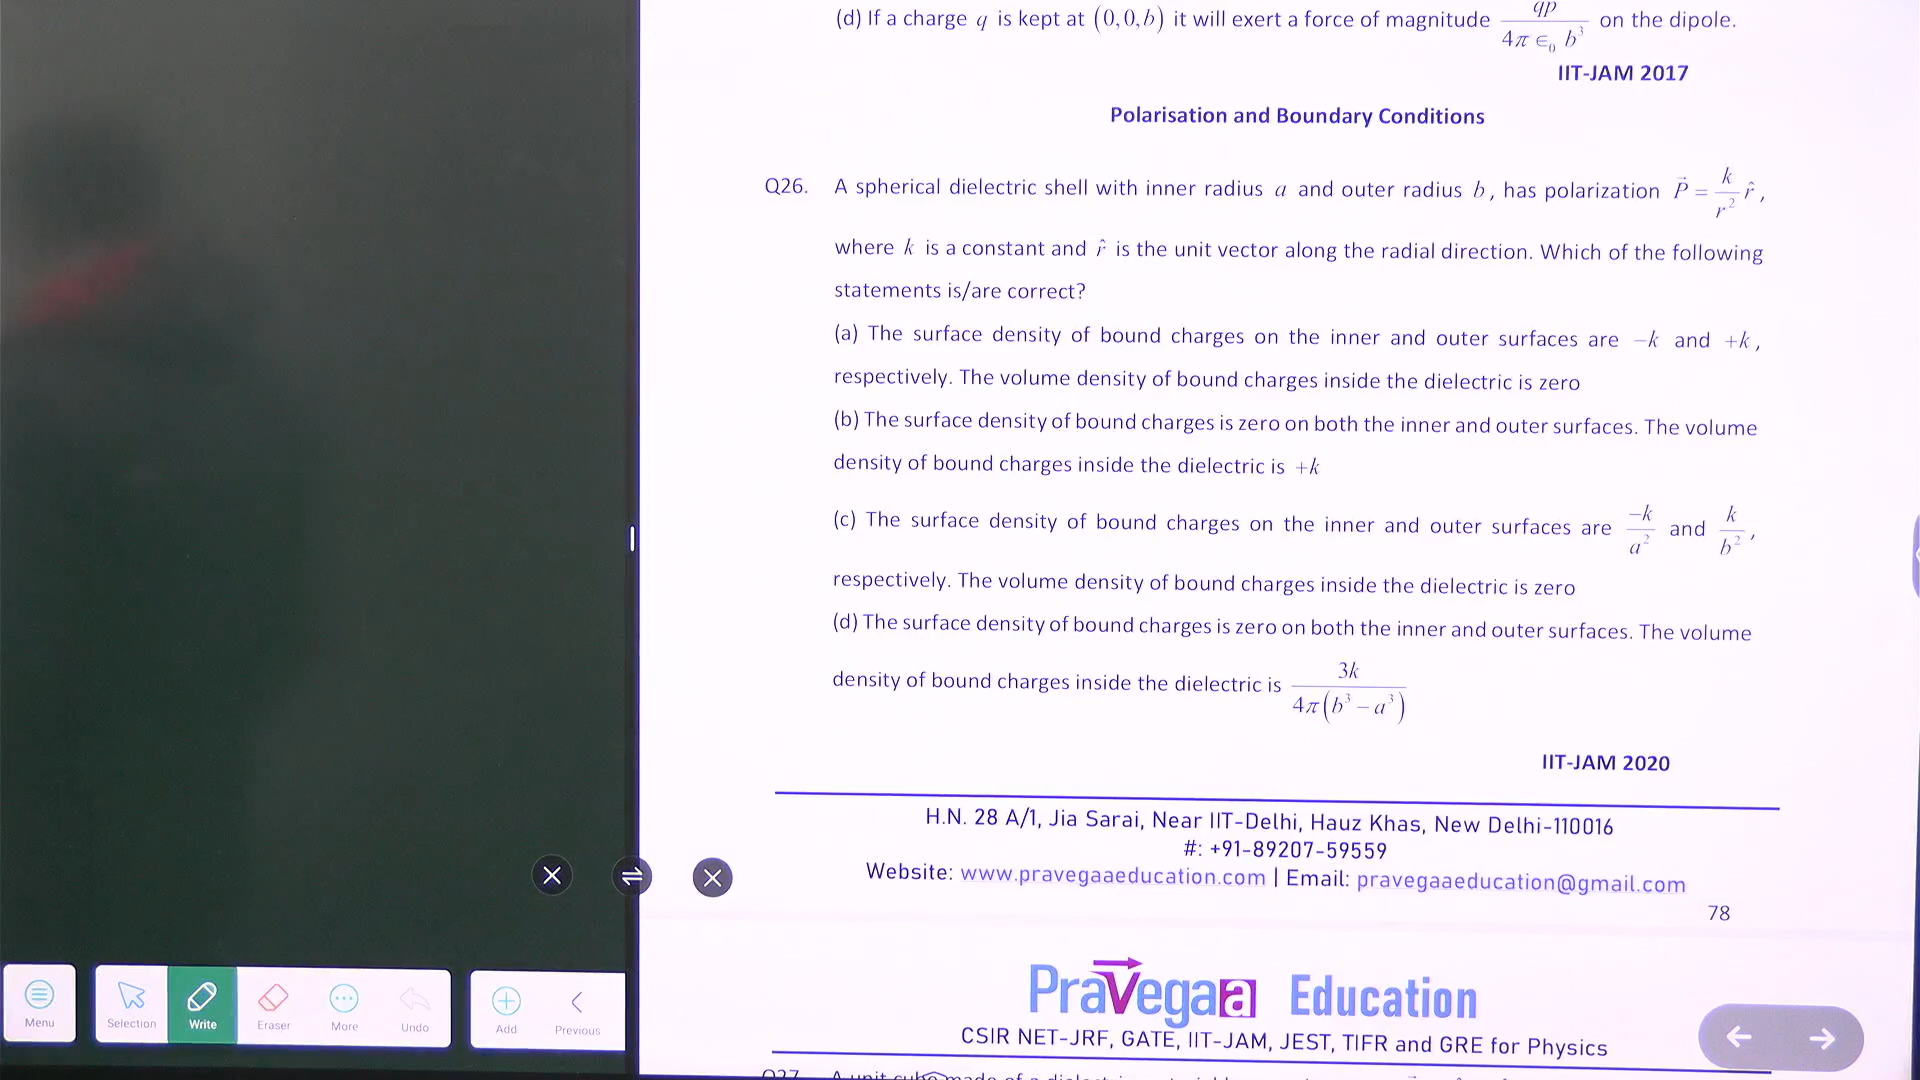 (d) If a charge q is kept at (0,0,b) it will exert a force of magnitude qp / 4π ∈₀ b³ on the dipole.
IIT-JAM 2017
Polarisation and Boundary Conditions
Q26. A spherical dielectric shell with inner radius a and outer radius b, has polarization P⃗ = k/r² r̂,
where k is a constant and r̂ is the unit vector along the radial direction. Which of the following
statements is/are correct?
(a) The surface density of bound charges on the inner and outer surfaces are −k and +k,
respectively. The volume density of bound charges inside the dielectric is zero
(b) The surface density of bound charges is zero on both the inner and outer surfaces. The volume
density of bound charges inside the dielectric is +k
(c) The surface density of bound charges on the inner and outer surfaces are −k/a² and k/b²,
respectively. The volume density of bound charges inside the dielectric is zero
(d) The surface density of bound charges is zero on both the inner and outer surfaces. The volume
density of bound charges inside the dielectric is 3k / 4π(b³ − a³)
IIT-JAM 2020
H.N. 28 A/1, Jia Sarai, Near IIT-Delhi, Hauz Khas, New Delhi-110016
#: +91-89207-59559
Website: www.pravegaaeducation.com | Email: pravegaaeducation@gmail.com
78
Pravegaa Education
CSIR NET-JRF, GATE, IIT-JAM, JEST, TIFR and GRE for Physics
Q27. A unit cube made of a
Menu
Selection
Write
Eraser
More
Undo
Add
Previous